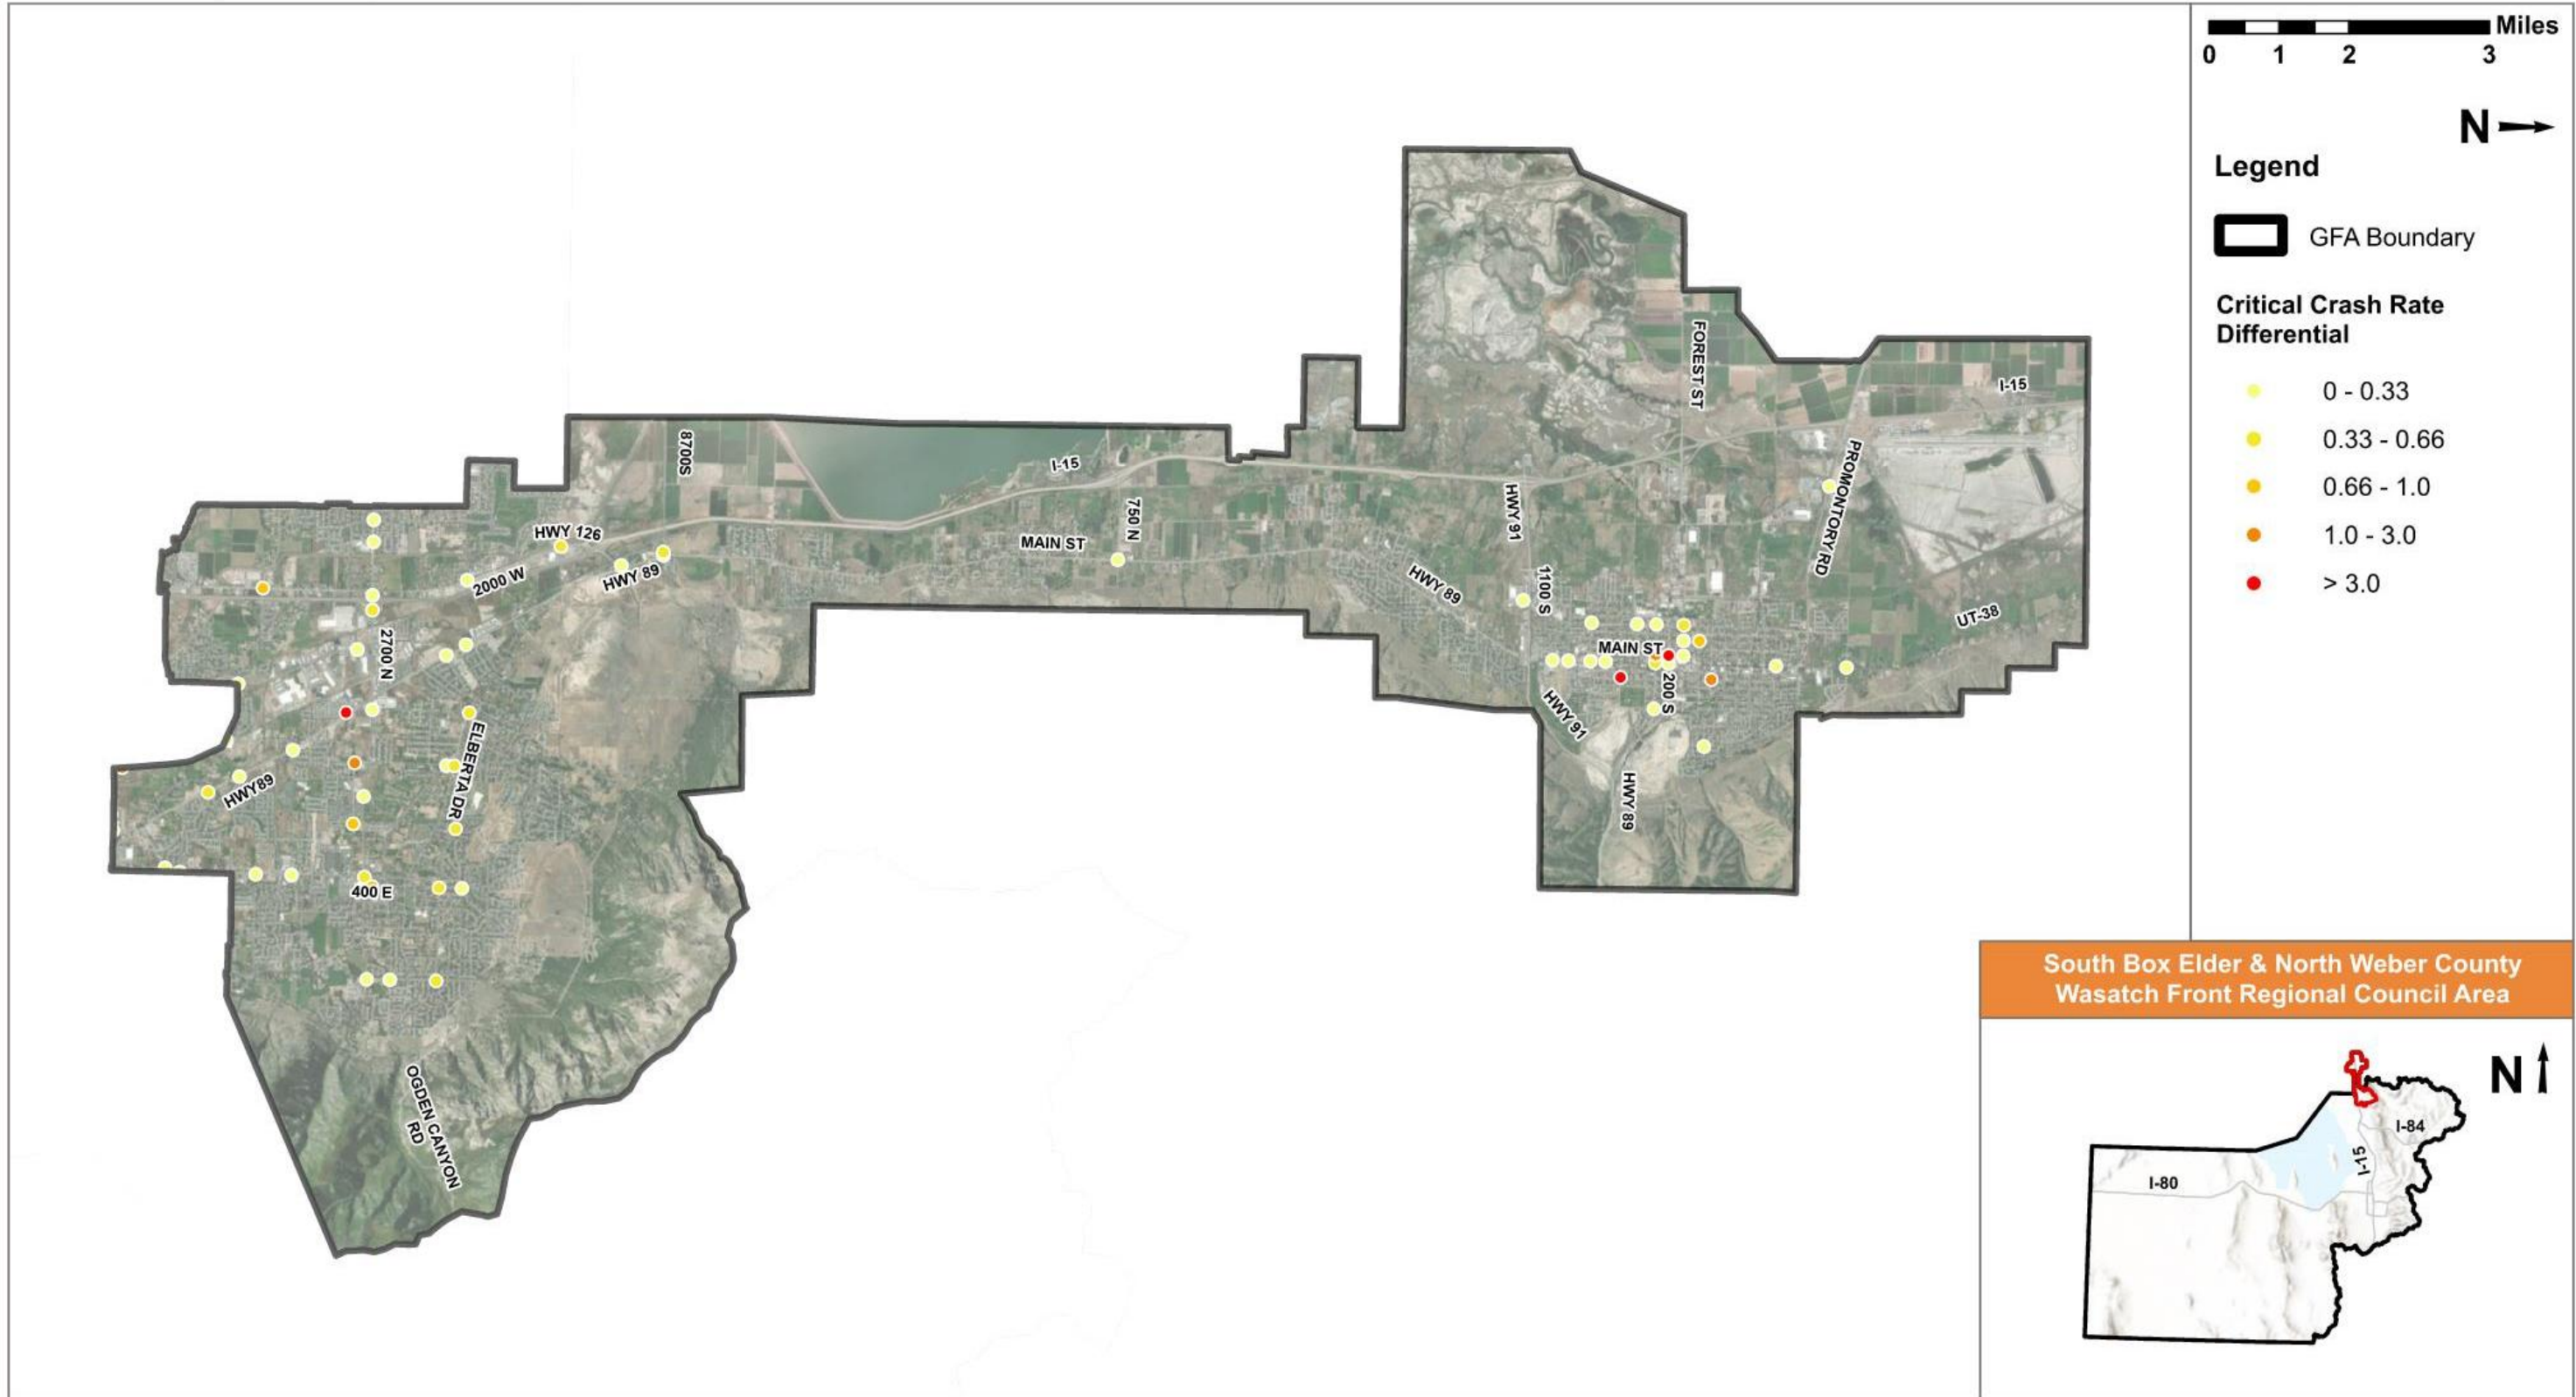 Miles
0 1 2 3
N
Legend
GFA Boundary
Critical Crash Rate
Differential
0 - 0.33
0.33 - 0.66
0.66 - 1.0
1.0 - 3.0
> 3.0
FOREST ST
I-15
PROMONTORY RD
8700S
I-15
750 N
HWY 126
MAIN ST
HWY 91
2000 W
HWY 89
HWY 89
1100 S
UT-38
2700 N
MAIN ST
200 S
HWY 91
ELBERTA DR
HWY89
HWY 89
400 E
OGDEN CANYON
RD
South Box Elder & North Weber County
Wasatch Front Regional Council Area
N
I-84
I-15
I-80